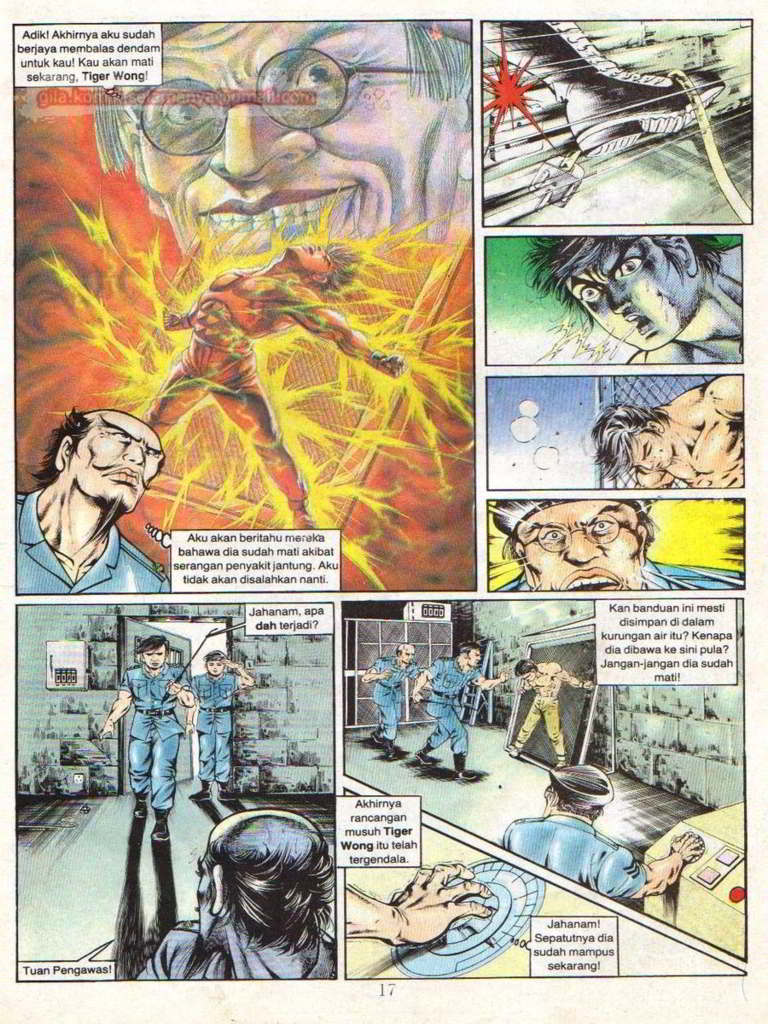 Adik! Akhirnya aku sudah
berjaya membalas dendam
untuk kau! Kau akan mati
sekarang, Tiger Wong!
Aku akan beritahu mereka
bahawa dia sudah mati akibat
serangan penyakit jantung. Aku
tidak akan disalahkan nanti.
Jahanam, apa
dah terjadi?
Tuan Pengawas!
Kan banduan ini mesti
disimpan di dalam
kurungan air itu? Kenapa
dia dibawa ke sini pula?
Jangan-jangan dia sudah
mati!
Akhirnya
rancangan
musuh Tiger
Wong itu telah
tergendala.
Jahanam!
Sepatutnya dia
sudah mampus
sekarang!
17